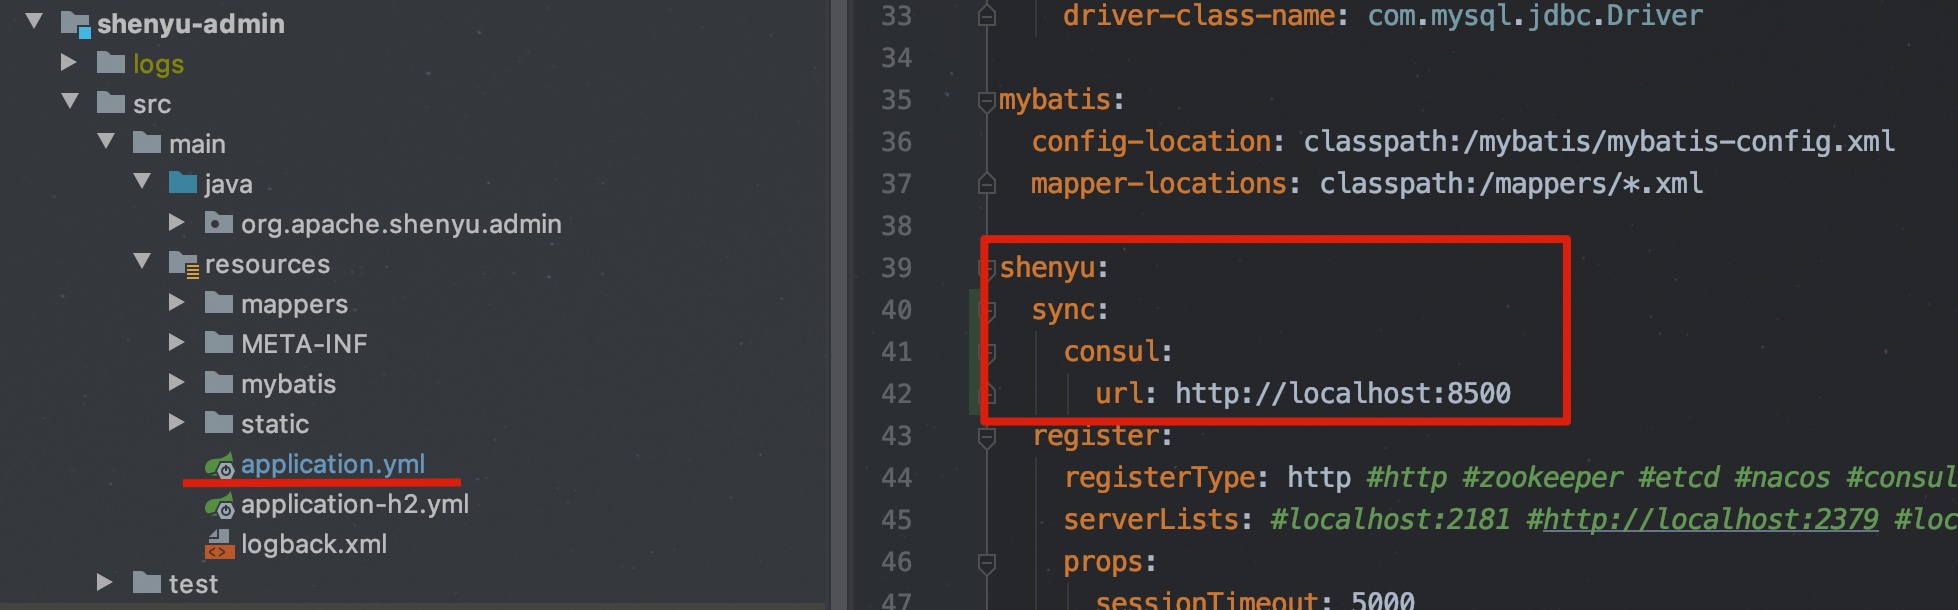 shenyu-admin
logs
src
main
java
org.apache.shenyu.admin
resources
mappers
META-INF
mybatis
static
application.yml
application-h2.yml
logback.xml
test
33 driver-class-name: com.mysql.jdbc.Driver
34
35 mybatis:
36 config-location: classpath:/mybatis/mybatis-config.xml
37 mapper-locations: classpath:/mappers/*.xml
38
39 shenyu:
40 sync:
41 consul:
42 url: http://localhost:8500
43 register:
44 registerType: http #http #zookeeper #etcd #nacos #consul
45 serverLists: #localhost:2181 #http://localhost:2379 #loc
46 props:
47 sessionTimeout: 5000